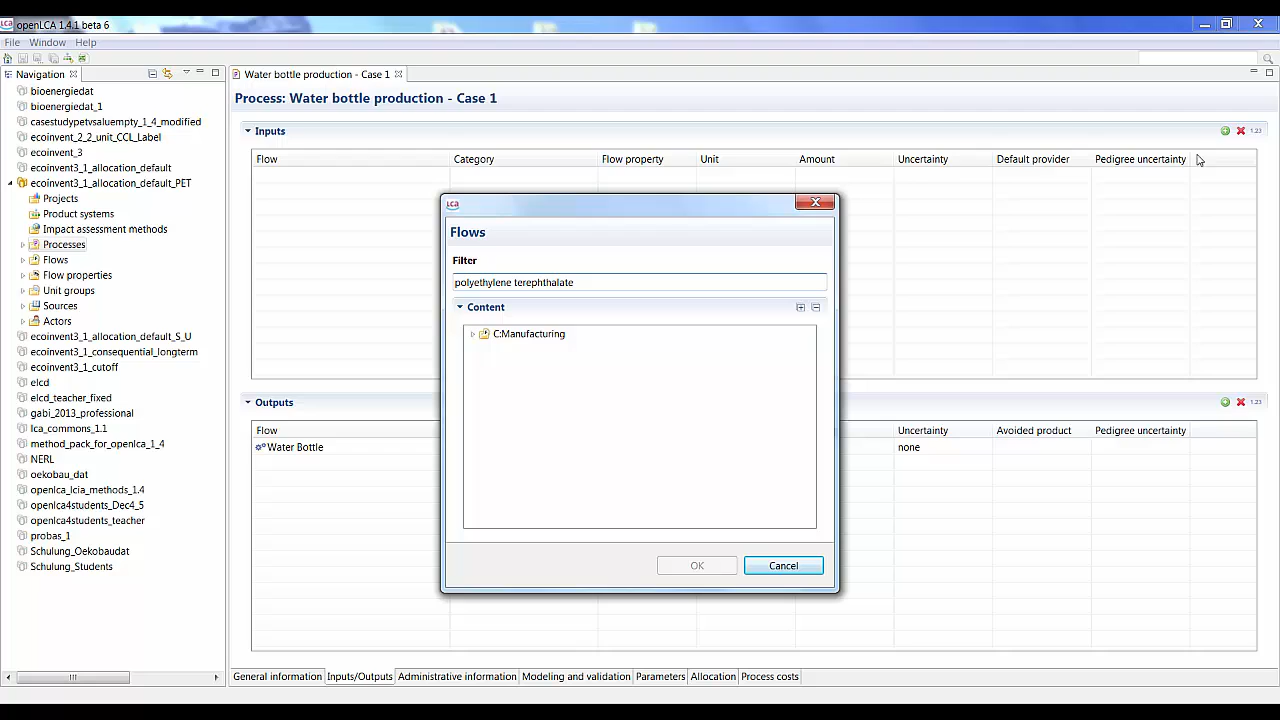 openLCA 1.4.1 beta 6
File Window Help
Navigation
Water bottle production - Case 1
bioenergiedat
bioenergiedat_1
casestudypetvsaluempty_1_4_modified
ecoinvent_2_2_unit_CCL_Label
ecoinvent_3
ecoinvent3_1_allocation_default
ecoinvent3_1_allocation_default_PET
Projects
Product systems
Impact assessment methods
Processes
Flows
Flow properties
Unit groups
Sources
Actors
ecoinvent3_1_allocation_default_S_U
ecoinvent3_1_consequential_longterm
ecoinvent3_1_cutoff
elcd
elcd_teacher_fixed
gabi_2013_professional
lca_commons_1.1
method_pack_for_openlca_1_4
NERL
oekobau_dat
openlca_lcia_methods_1.4
openlca4students_Dec4_5
openlca4students_teacher
probas_1
Schulung_Oekobaudat
Schulung_Students
Process: Water bottle production - Case 1
Inputs
1.23
Flow Category Flow property Unit Amount Uncertainty Default provider Pedigree uncertainty
LCA
Flows
Filter
polyethylene terephthalate
Content
C:Manufacturing
OK Cancel
Outputs
1.23
Flow Uncertainty Avoided product Pedigree uncertainty
Water Bottle none
General information Inputs/Outputs Administrative information Modeling and validation Parameters Allocation Process costs